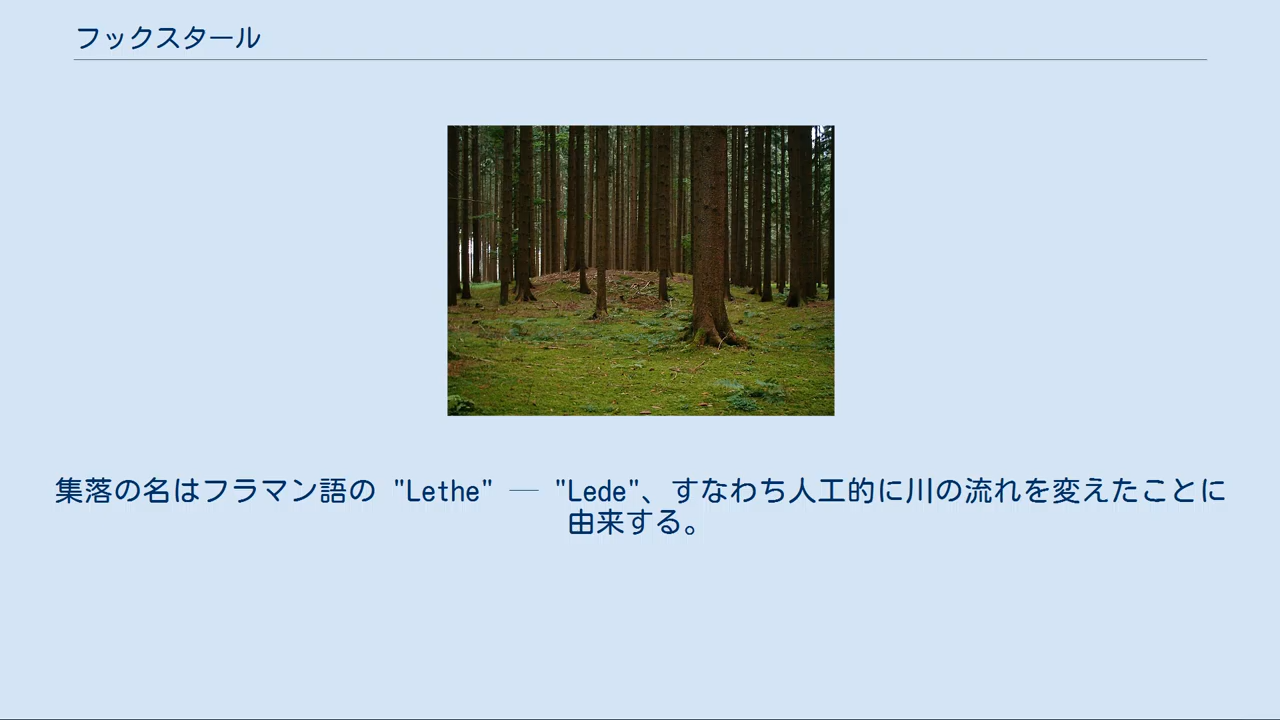 フックスタール
集落の名はフラマン語の "Lethe" — "Lede"、すなわち人工的に川の流れを変えたことに
由来する。